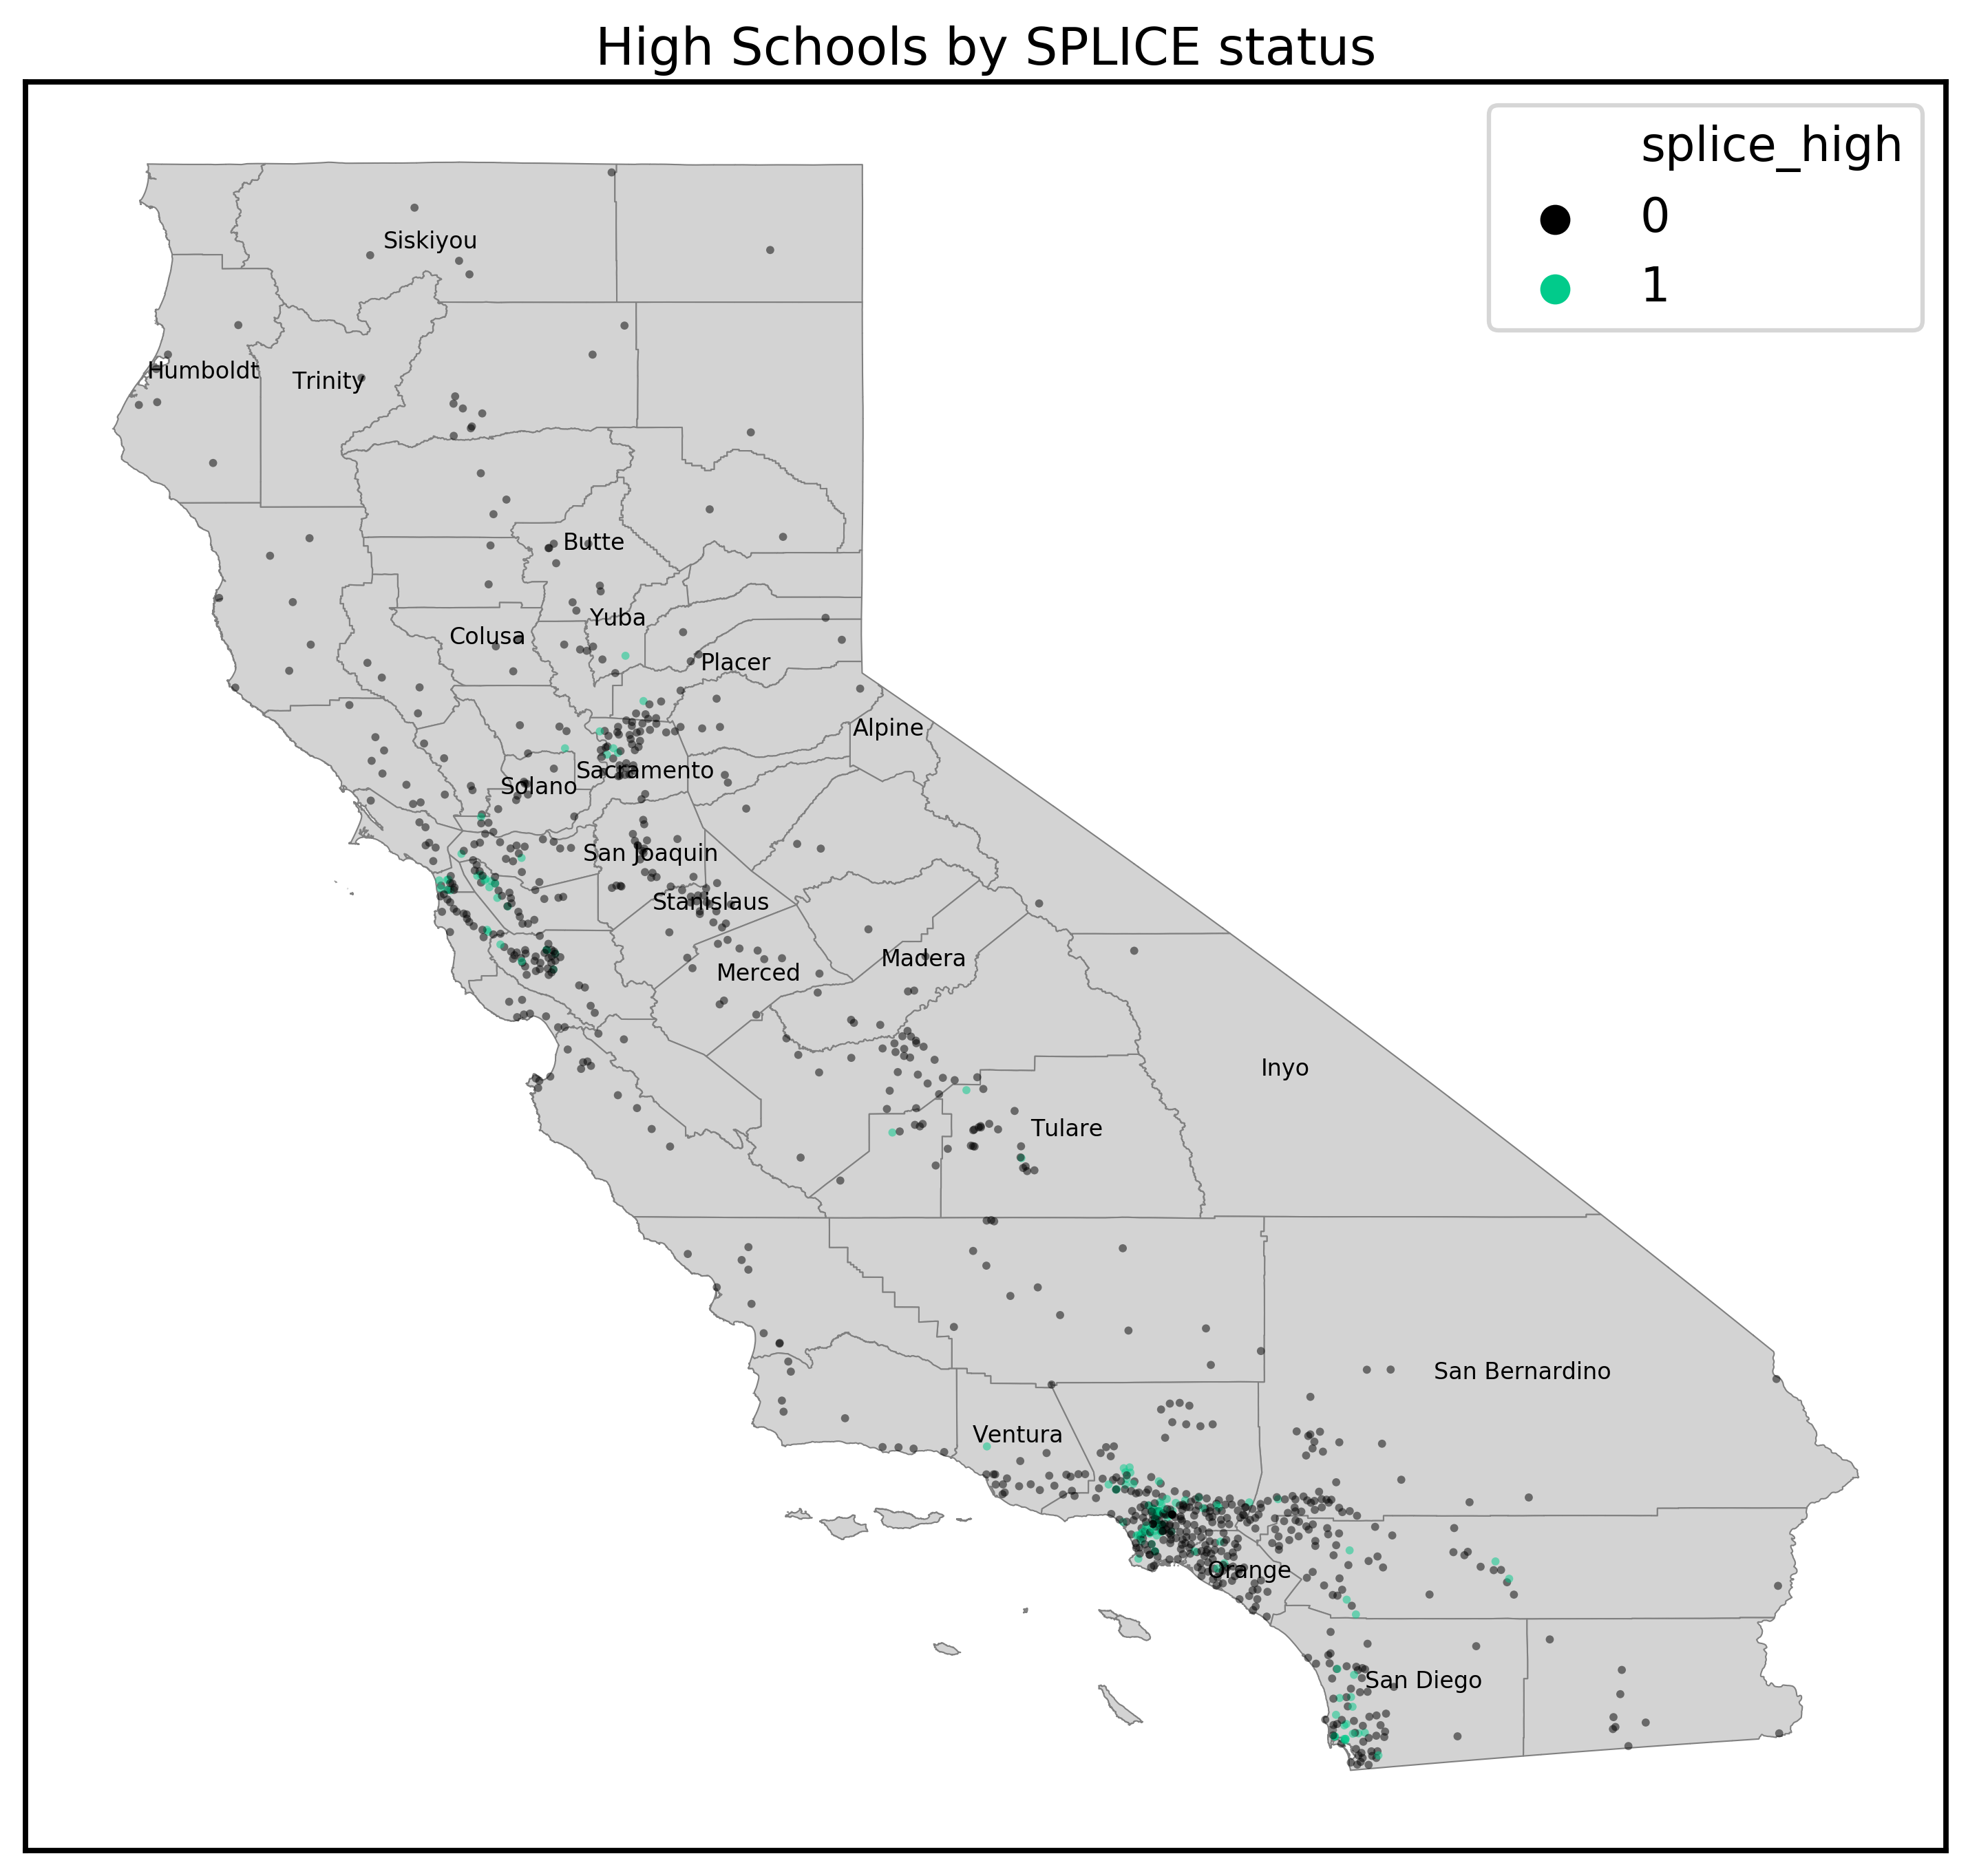 High Schools by SPLICE status
splice_high
0
1
Siskiyou
Humboldt
Trinity
Butte
Yuba
Colusa
Placer
Alpine
Sacramento
Solano
San Joaquin
Stanislaus
Madera
Merced
Inyo
Tulare
San Bernardino
Ventura
Orange
San Diego